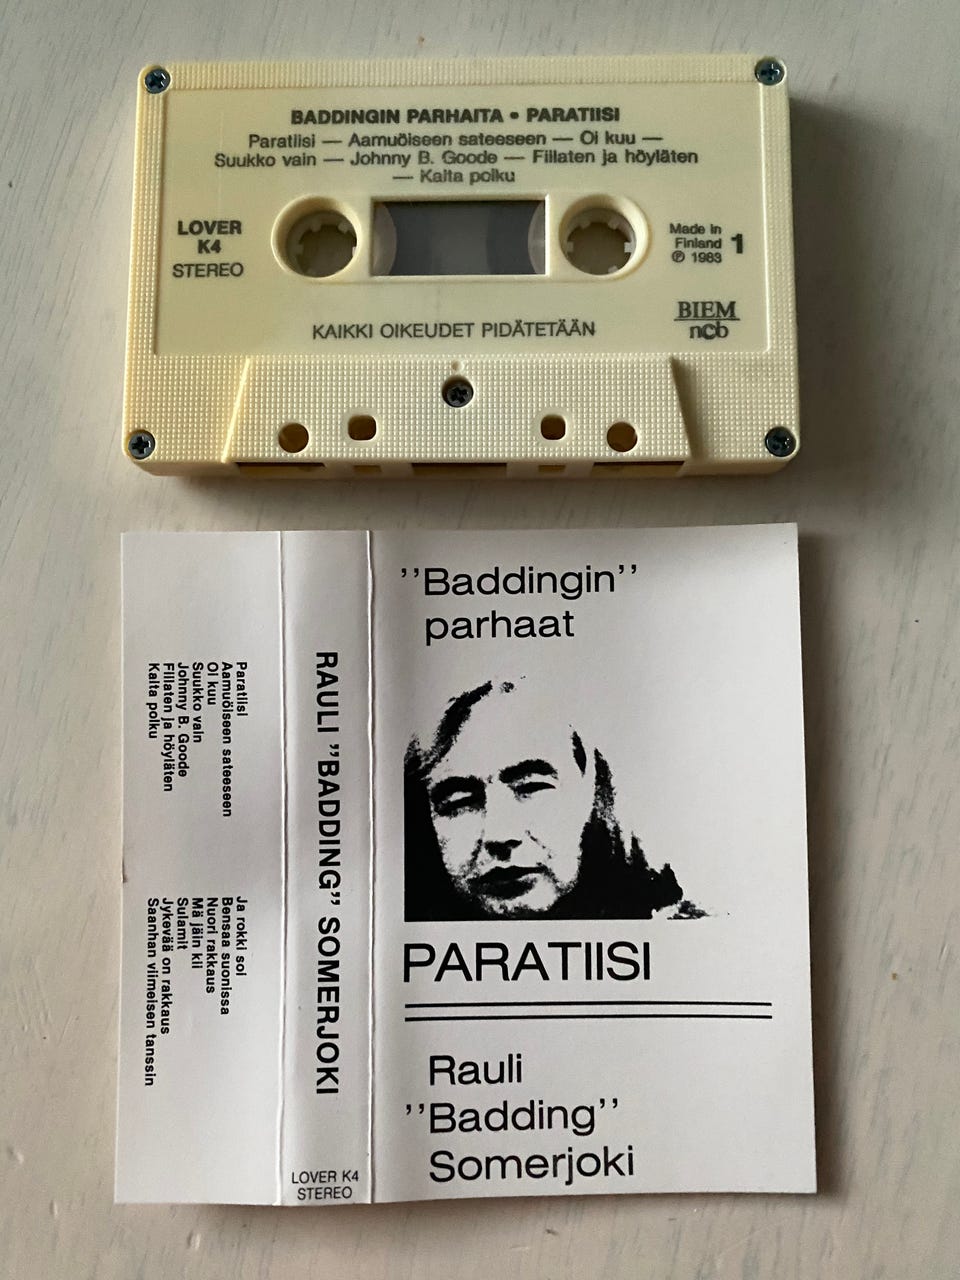 BADDINGIN PARHAITA • PARATIISI
Paratiisi — Aamuöiseen sateeseen — Oi kuu —
Suukko vain — Johnny B. Goode — Fillaten ja höyläten
— Kaita polku
LOVER
K4
STEREO
Made in
Finland
℗ 1983
1
BIEM
ncb
KAIKKI OIKEUDET PIDÄTETÄÄN
''Baddingin''
parhaat
PARATIISI
Rauli
''Badding''
Somerjoki
RAULI ''BADDING'' SOMERJOKI
LOVER K4
STEREO
Paratiisi
Aamuöiseen sateeseen
Oi kuu
Suukko vain
Johnny B. Goode
Fillaten ja höyläten
Kaita polku
Ja rokki soi
Bensaa suonissa
Nuori rakkaus
Mä jäin kii
Sulamit
Jykevää on rakkaus
Saanhan viimeisen tanssin